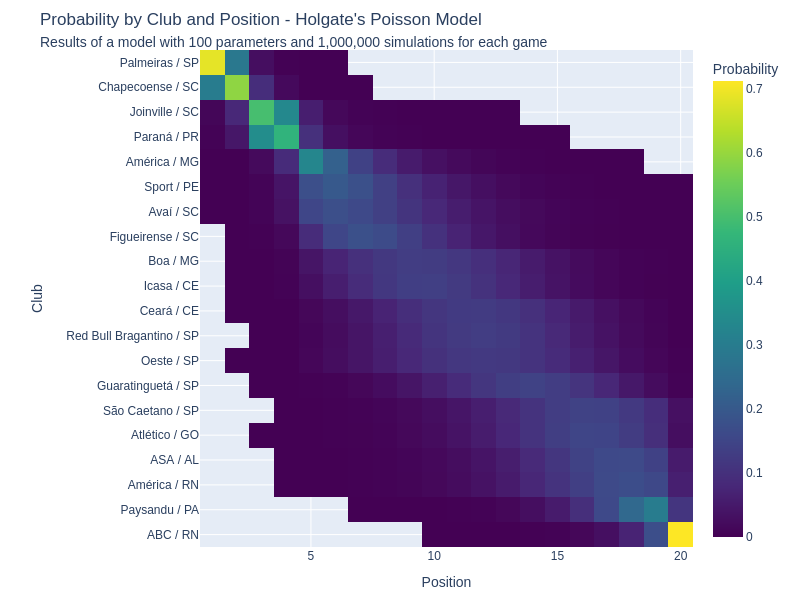 Probability by Club and Position - Holgate's Poisson Model
Results of a model with 100 parameters and 1,000,000 simulations for each game
Probability
Palmeiras / SP
Chapecoense / SC
Joinville / SC
Paraná / PR
América / MG
Sport / PE
Avaí / SC
Figueirense / SC
Boa / MG
Icasa / CE
Ceará / CE
Red Bull Bragantino / SP
Oeste / SP
Guaratinguetá / SP
São Caetano / SP
Atlético / GO
ASA / AL
América / RN
Paysandu / PA
ABC / RN
Club
5
10
15
20
Position
0.7
0.6
0.5
0.4
0.3
0.2
0.1
0